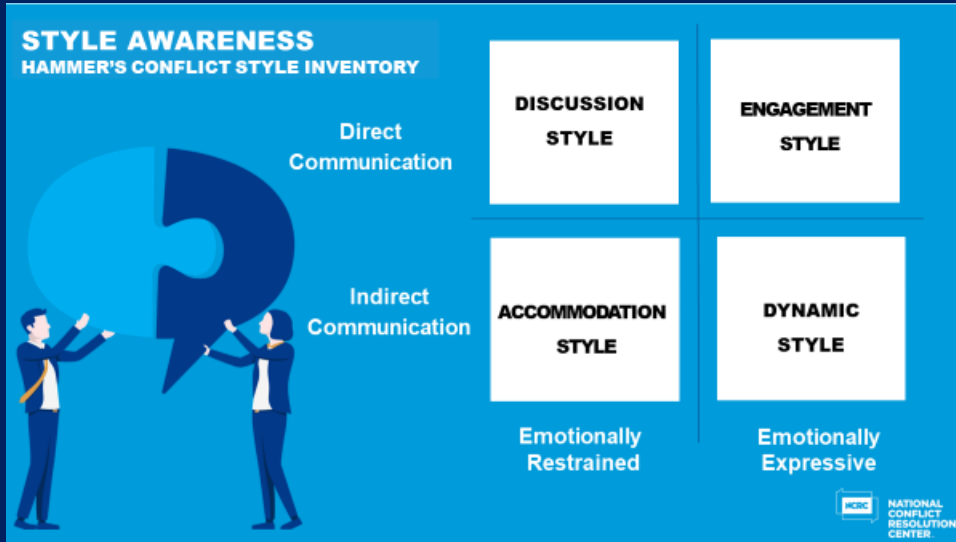 STYLE AWARENESS
HAMMER'S CONFLICT STYLE INVENTORY
Direct
Communication
DISCUSSION
STYLE
ENGAGEMENT
STYLE
Indirect
Communication
ACCOMMODATION
STYLE
DYNAMIC
STYLE
Emotionally
Restrained
Emotionally
Expressive
NCRC
NATIONAL
CONFLICT
RESOLUTION
CENTER